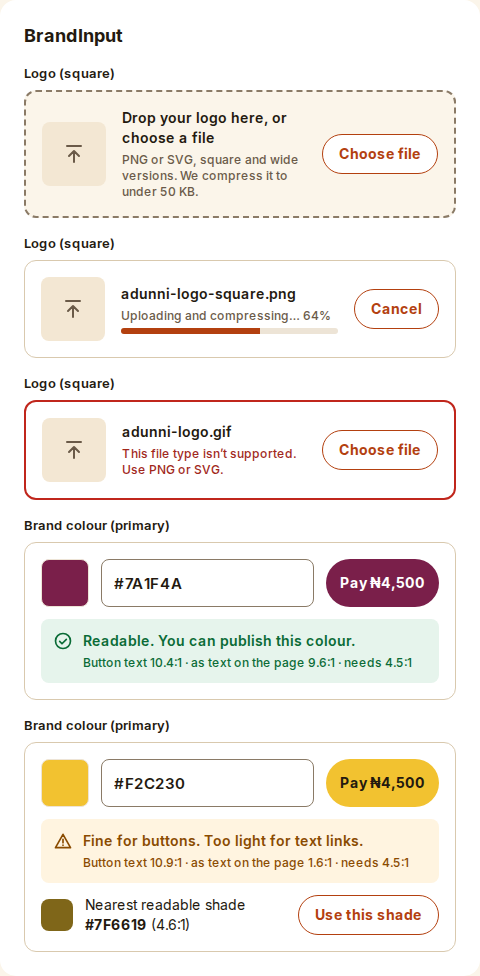 BrandInput
Logo (square)
Drop your logo here, or
choose a file
PNG or SVG, square and wide
versions. We compress it to
under 50 KB.
Choose file
Logo (square)
adunni-logo-square.png
Uploading and compressing… 64%
Cancel
Logo (square)
adunni-logo.gif
This file type isn’t supported.
Use PNG or SVG.
Choose file
Brand colour (primary)
#7A1F4A
Pay ₦4,500
Readable. You can publish this colour.
Button text 10.4:1 · as text on the page 9.6:1 · needs 4.5:1
Brand colour (primary)
#F2C230
Pay ₦4,500
Fine for buttons. Too light for text links.
Button text 10.9:1 · as text on the page 1.6:1 · needs 4.5:1
Nearest readable shade
#7F6619 (4.6:1)
Use this shade